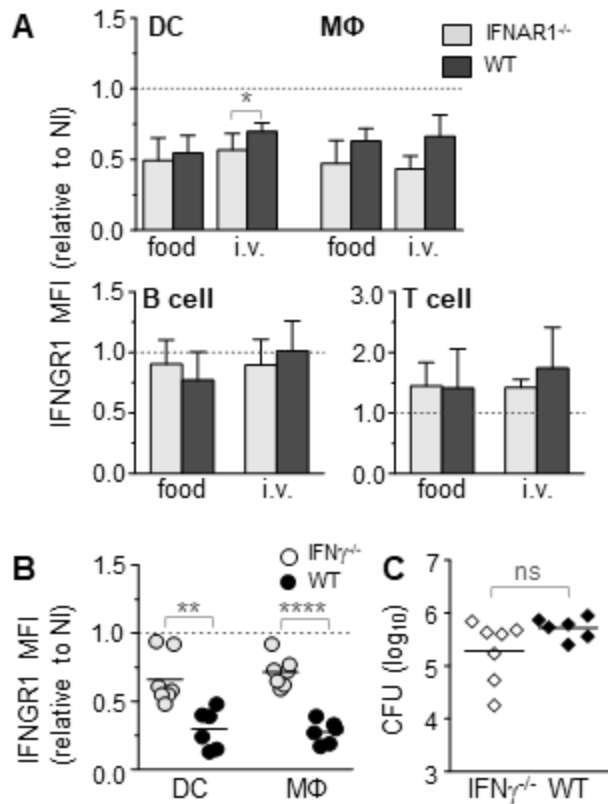 A
DC
MΦ
IFNAR1-/-
WT
IFNGR1 MFI (relative to NI)
1.5
1.0
0.5
0.0
*
food
i.v.
food
i.v.
B cell
1.5
1.0
0.5
0.0
food
i.v.
T cell
3.0
2.0
1.0
0.0
food
i.v.
B
IFNγ-/-
WT
IFNGR1 MFI
(relative to NI)
1.5
1.0
0.5
0.0
**
****
DC
MΦ
C
ns
CFU (log10)
7
6
5
4
3
IFNγ-/- WT